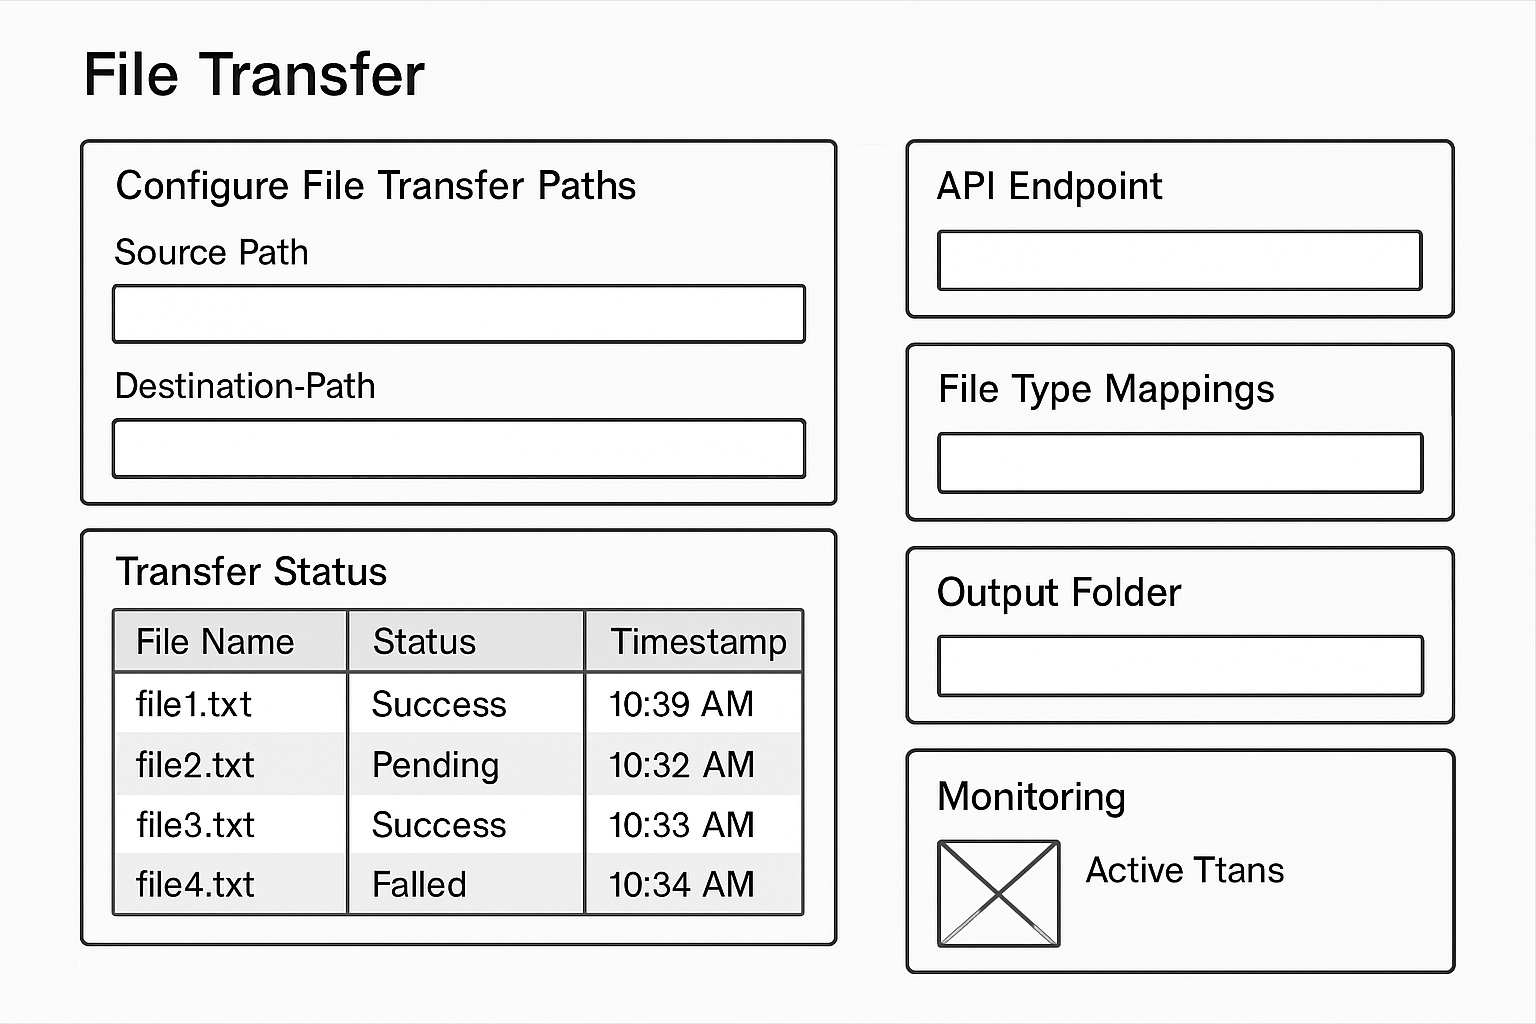 File Transfer
Configure File Transfer Paths
Source Path
Destination-Path
Transfer Status
File Name Status Timestamp
file1.txt Success 10:39 AM
file2.txt Pending 10:32 AM
file3.txt Success 10:33 AM
file4.txt Falled 10:34 AM
API Endpoint
File Type Mappings
Output Folder
Monitoring
Active Ttans